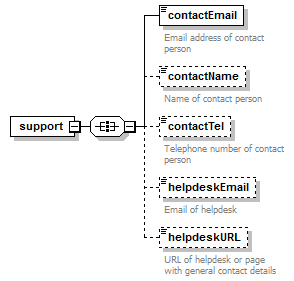 contactEmail
Email address of contact
person
contactName
Name of contact person
support
contactTel
Telephone number of contact
person
helpdeskEmail
Email of helpdesk
helpdeskURL
URL of helpdesk or page
with general contact details